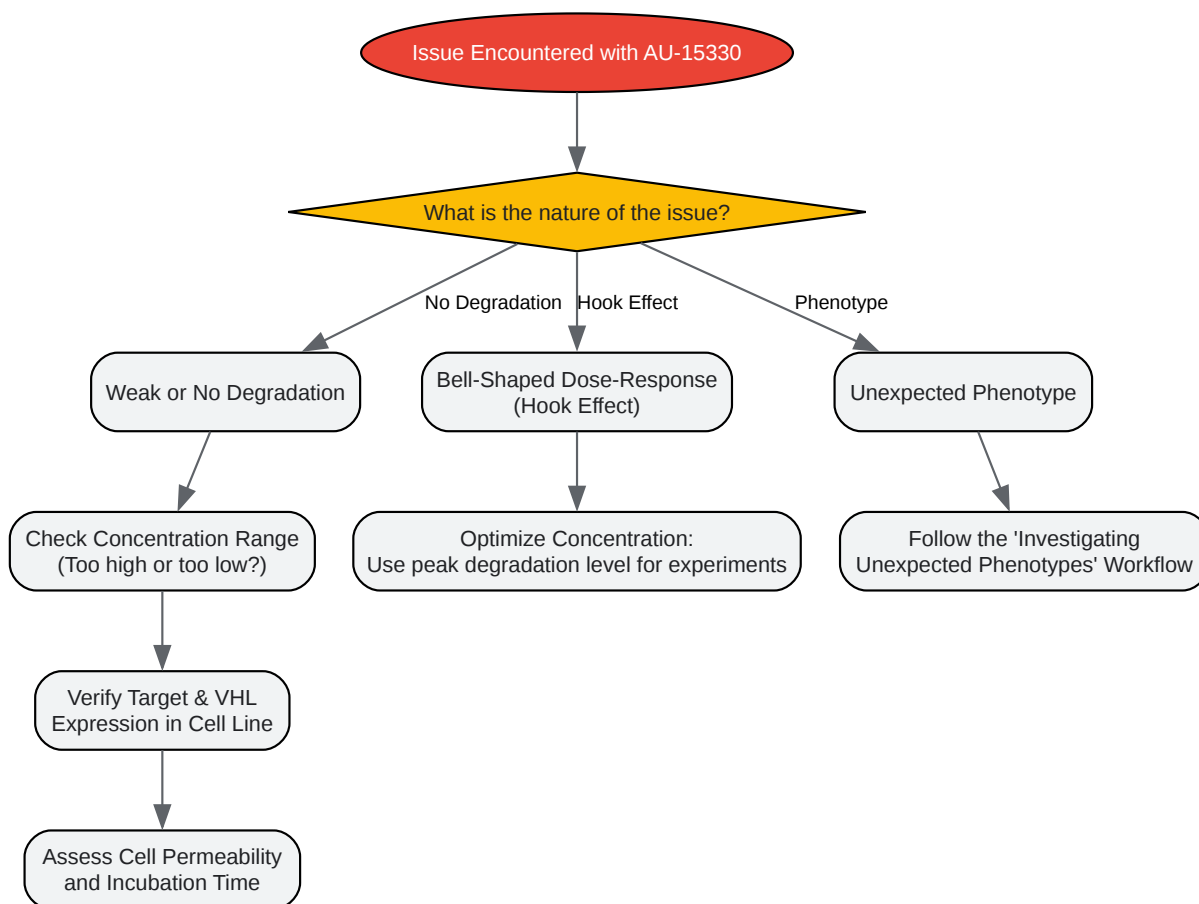 Issue Encountered with AU-15330
What is the nature of the issue?
No Degradation
Hook Effect
Phenotype
Weak or No Degradation
Bell-Shaped Dose-Response
(Hook Effect)
Unexpected Phenotype
Check Concentration Range
(Too high or too low?)
Optimize Concentration:
Use peak degradation level for experiments
Follow the 'Investigating
Unexpected Phenotypes' Workflow
Verify Target & VHL
Expression in Cell Line
Assess Cell Permeability
and Incubation Time